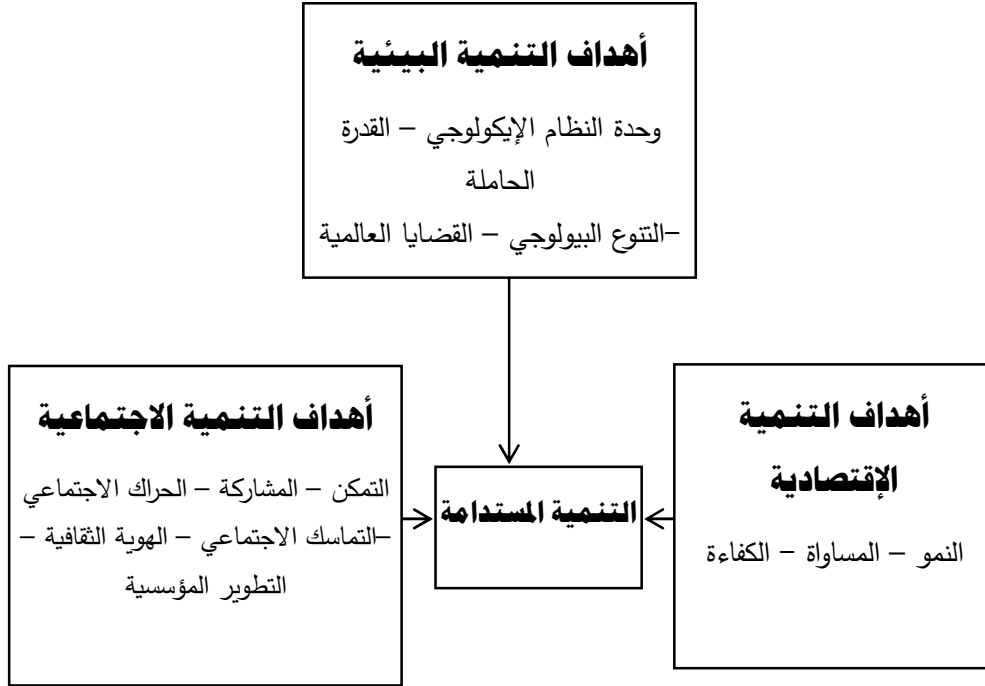 أهداف التنمية البيئية
وحدة النظام الإيكولوجي – القدرة
الحاملة
–التنوع البيولوجي – القضايا العالمية
أهداف التنمية
الإقتصادية
النمو – المساواة – الكفاءة
التنمية المستدامة
أهداف التنمية الاجتماعية
التمكن – المشاركة – الحراك الاجتماعي
–التماسك الاجتماعي – الهوية الثقافية –
التطوير المؤسسية